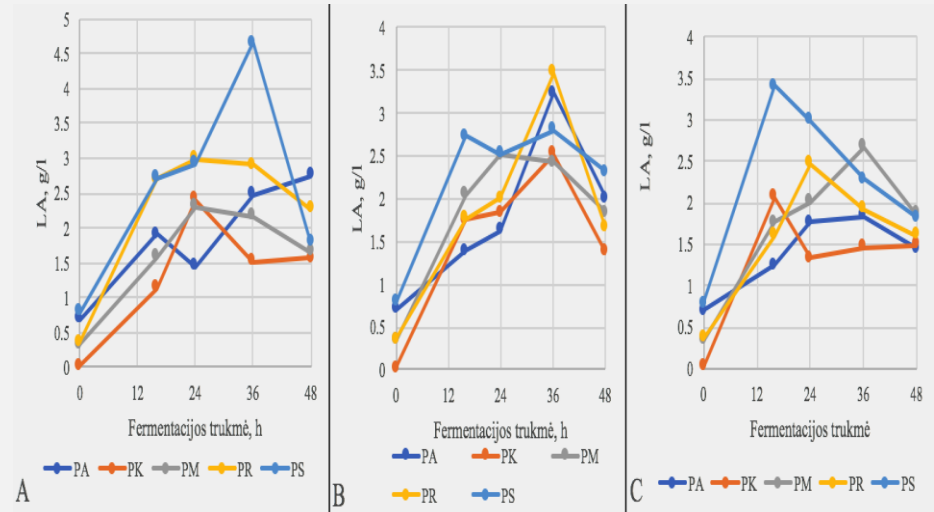 LA, g/l
5
4.5
4
3.5
3
2.5
2
1.5
1
0.5
0
0 12 16 24 36 48
Fermentacijos trukmė, h
PA PK PM PR PS
A
LA, g/l
4
3.5
3
2.5
2
1.5
1
0.5
0
0 12 24 36 48
Fermentacijos trukmė, h
PA PK PM
PR PS
B
LA, g/l
4
3.5
3
2.5
2
1.5
1
0.5
0
0 12 24 36 48
Fermentacijos trukmė
PA PK PM PR PS
C